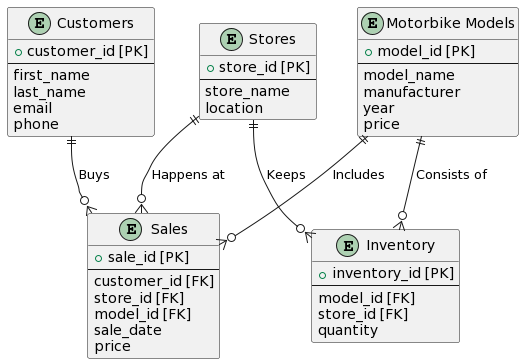 E Customers
+ customer_id [PK]
first_name
last_name
email
phone
E Stores
+ store_id [PK]
store_name
location
E Motorbike Models
+ model_id [PK]
model_name
manufacturer
year
price
Buys
Happens at
Keeps
Includes
Consists of
E Sales
+ sale_id [PK]
customer_id [FK]
store_id [FK]
model_id [FK]
sale_date
price
E Inventory
+ inventory_id [PK]
model_id [FK]
store_id [FK]
quantity